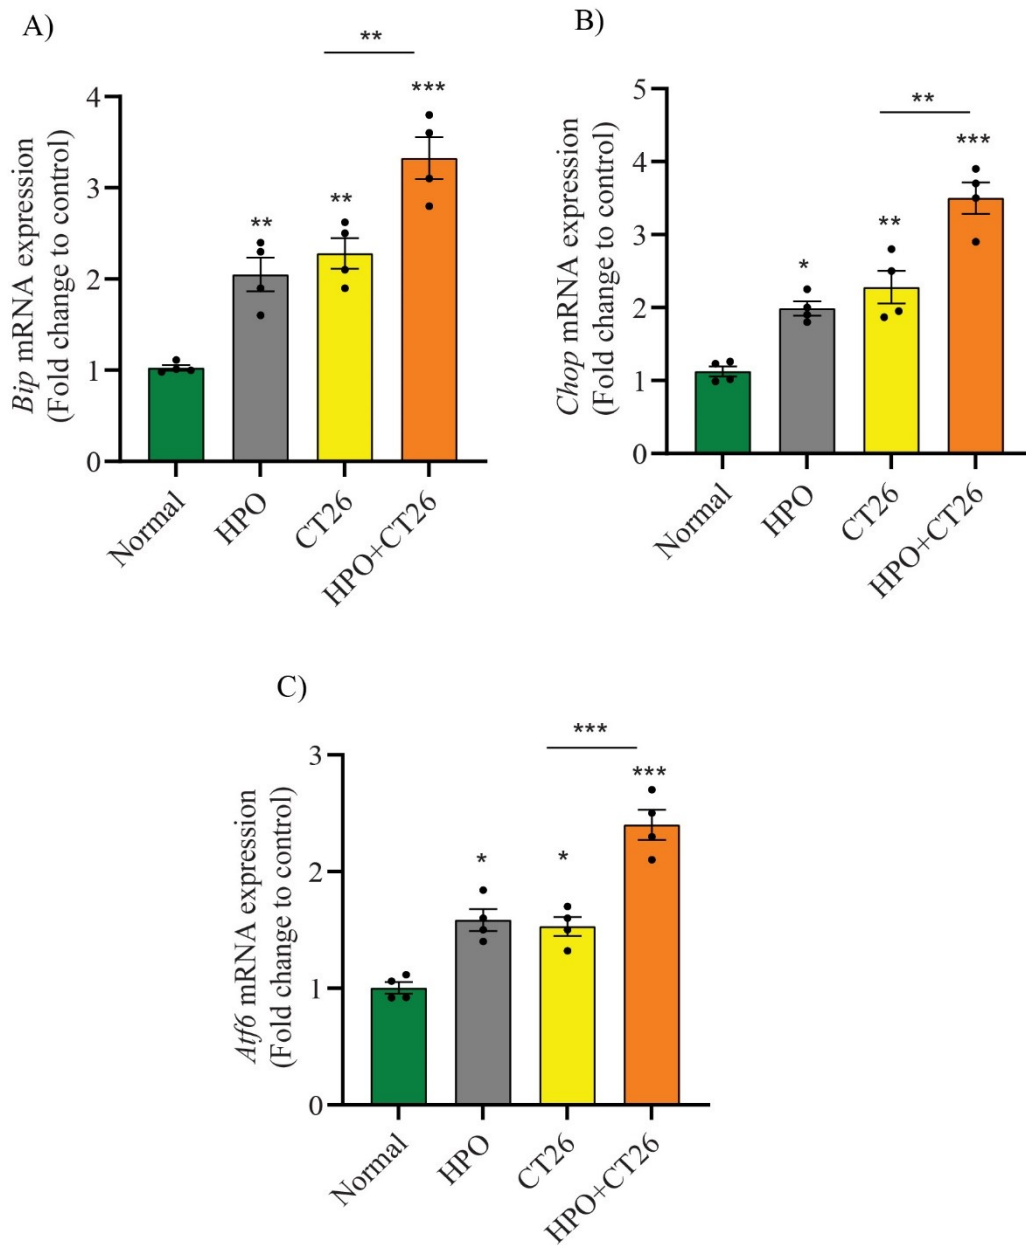 A)
**
***
**
**
Bip mRNA expression
(Fold change to control)
4
3
2
1
0
Normal
HPO
CT26
HPO+CT26
B)
**
***
**
*
Chop mRNA expression
(Fold change to control)
5
4
3
2
1
0
Normal
HPO
CT26
HPO+CT26
C)
***
***
*
*
Atf6 mRNA expression
(Fold change to control)
3
2
1
0
Normal
HPO
CT26
HPO+CT26